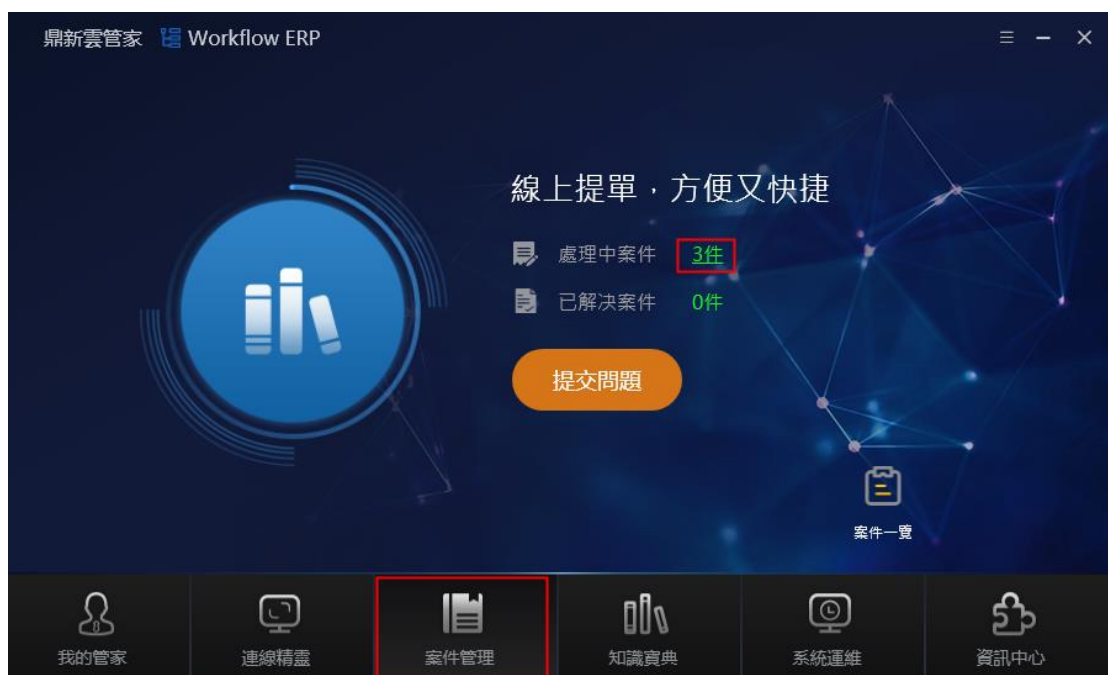 鼎新雲管家 Workflow ERP
線上提單，方便又快捷
處理中案件 3件
已解決案件 0件
提交問題
案件一覽
我的管家 連線精靈 案件管理 知識寶典 系統運維 資訊中心